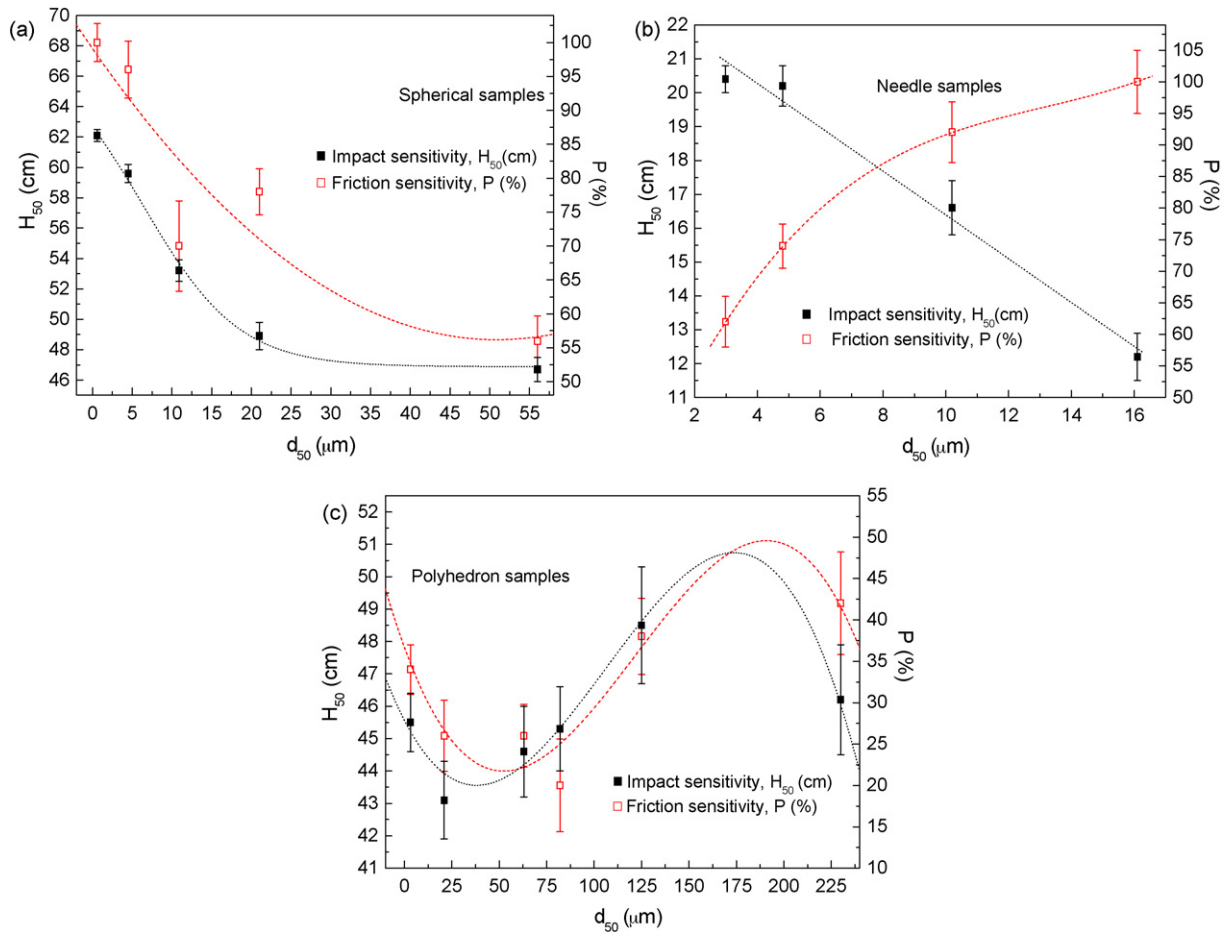 (a)
70
68
66
64
62
60
58
56
54
52
50
48
46
H50 (cm)
100
95
90
85
80
75
70
65
60
55
50
P (%)
Spherical samples
Impact sensitivity, H50(cm)
Friction sensitivity, P (%)
0 5 10 15 20 25 30 35 40 45 50 55
d50 (μm)
(b)
22
21
20
19
18
17
16
15
14
13
12
11
H50 (cm)
110
105
100
95
90
85
80
75
70
65
60
55
50
P (%)
Needle samples
Impact sensitivity, H50(cm)
Friction sensitivity, P (%)
2 4 6 8 10 12 14 16
d50 (μm)
(c)
52
51
50
49
48
47
46
45
44
43
42
41
H50 (cm)
55
50
45
40
35
30
25
20
15
10
P (%)
Polyhedron samples
Impact sensitivity, H50 (cm)
Friction sensitivity, P (%)
0 25 50 75 100 125 150 175 200 225
d50 (μm)